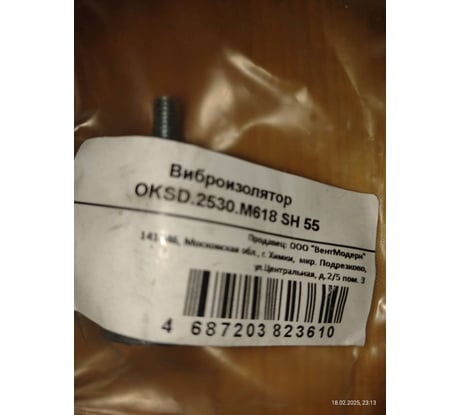 Виброизолятор
OKSD.2530.M618 SH 55
Продавец: ООО "ВентМодерн"
Московская обл., г. Химки, мкр. Подрезково,
ул.Центральная, д.2/5 пом. 3
4 687203 823610
18.02.2025, 23:13